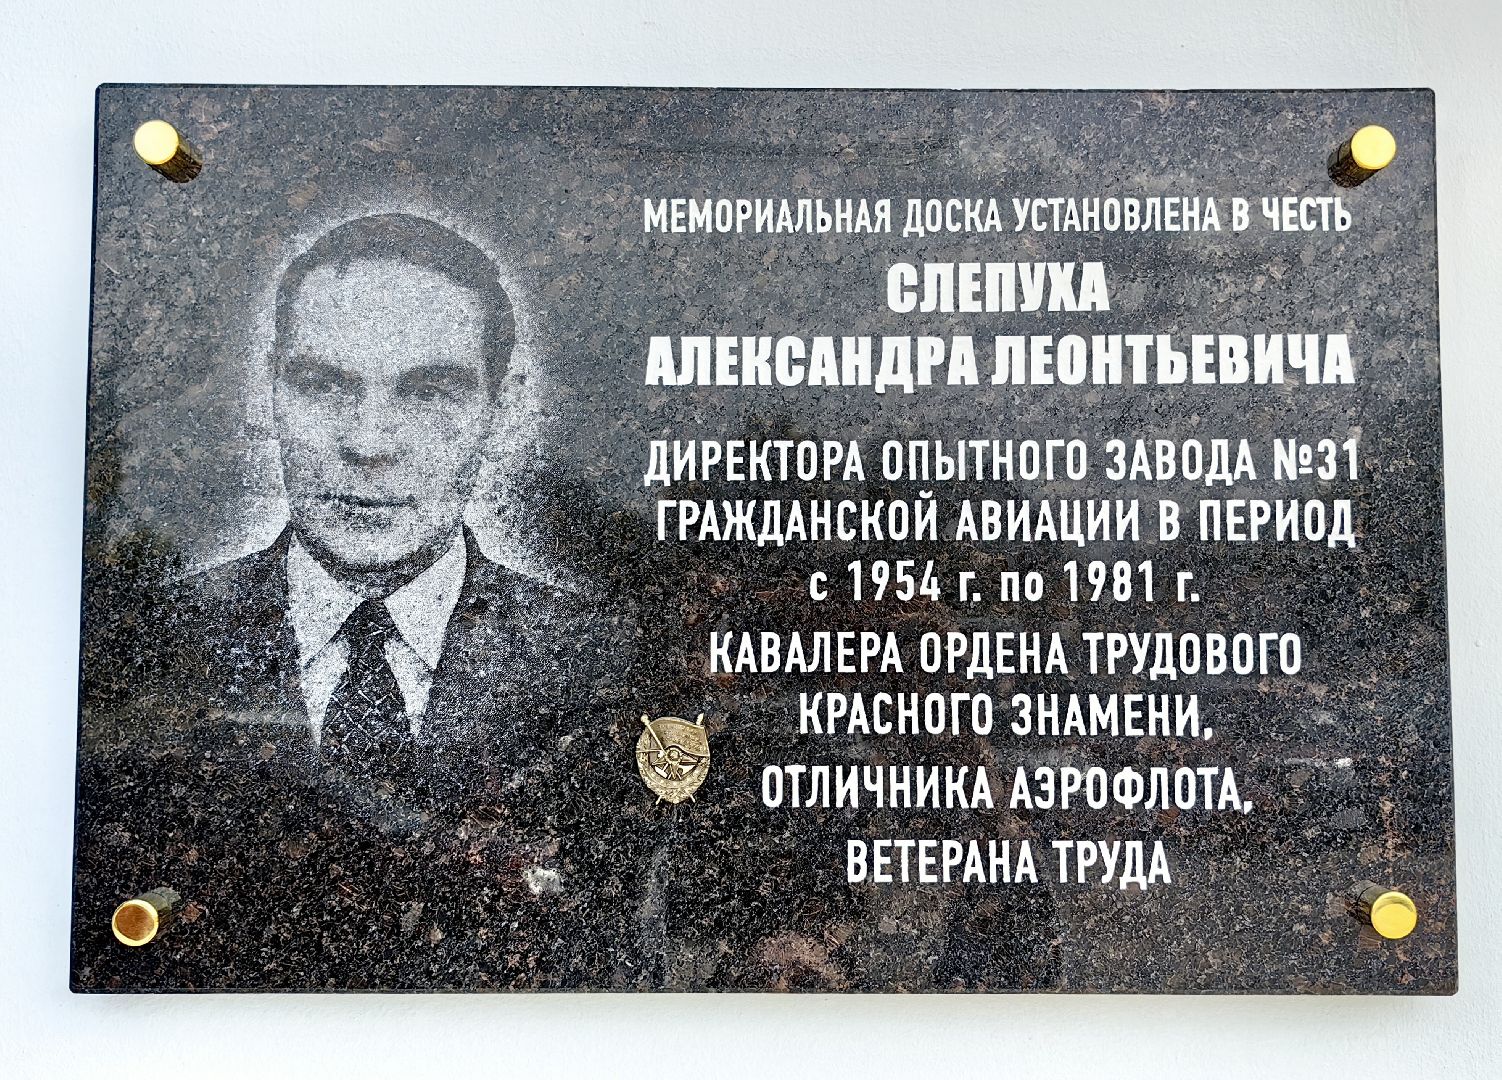 МЕМОРИАЛЬНАЯ ДОСКА УСТАНОВЛЕНА В ЧЕСТЬ
СЛЕПУХА
АЛЕКСАНДРА ЛЕОНТЬЕВИЧА
ДИРЕКТОРА ОПЫТНОГО ЗАВОДА №31
ГРАЖДАНСКОЙ АВИАЦИИ В ПЕРИОД
с 1954 г. по 1981 г.
КАВАЛЕРА ОРДЕНА ТРУДОВОГО
КРАСНОГО ЗНАМЕНИ,
ОТЛИЧНИКА АЭРОФЛОТА,
ВЕТЕРАНА ТРУДА